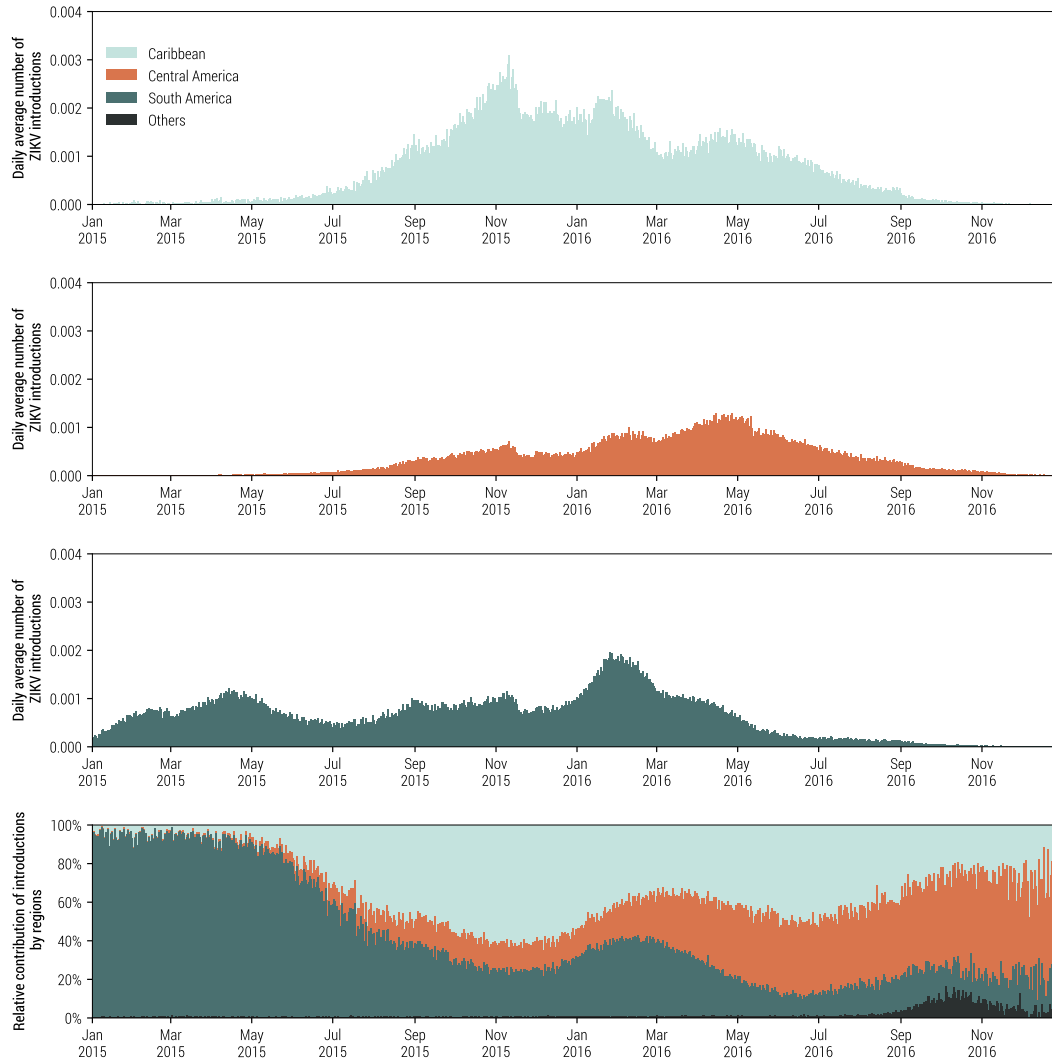 Daily average number of
ZIKV introductions
0.004
0.003
0.002
0.001
0.000
Caribbean
Central America
South America
Others
Jan Mar May Jul Sep Nov Jan Mar May Jul Sep Nov
2015 2015 2015 2015 2015 2015 2016 2016 2016 2016 2016 2016
Daily average number of
ZIKV introductions
0.004
0.003
0.002
0.001
0.000
Jan Mar May Jul Sep Nov Jan Mar May Jul Sep Nov
2015 2015 2015 2015 2015 2015 2016 2016 2016 2016 2016 2016
Daily average number of
ZIKV introductions
0.004
0.003
0.002
0.001
0.000
Jan Mar May Jul Sep Nov Jan Mar May Jul Sep Nov
2015 2015 2015 2015 2015 2015 2016 2016 2016 2016 2016 2016
Relative contribution of introductions
by regions
100%
80%
60%
40%
20%
0%
Jan Mar May Jul Sep Nov Jan Mar May Jul Sep Nov
2015 2015 2015 2015 2015 2015 2016 2016 2016 2016 2016 2016